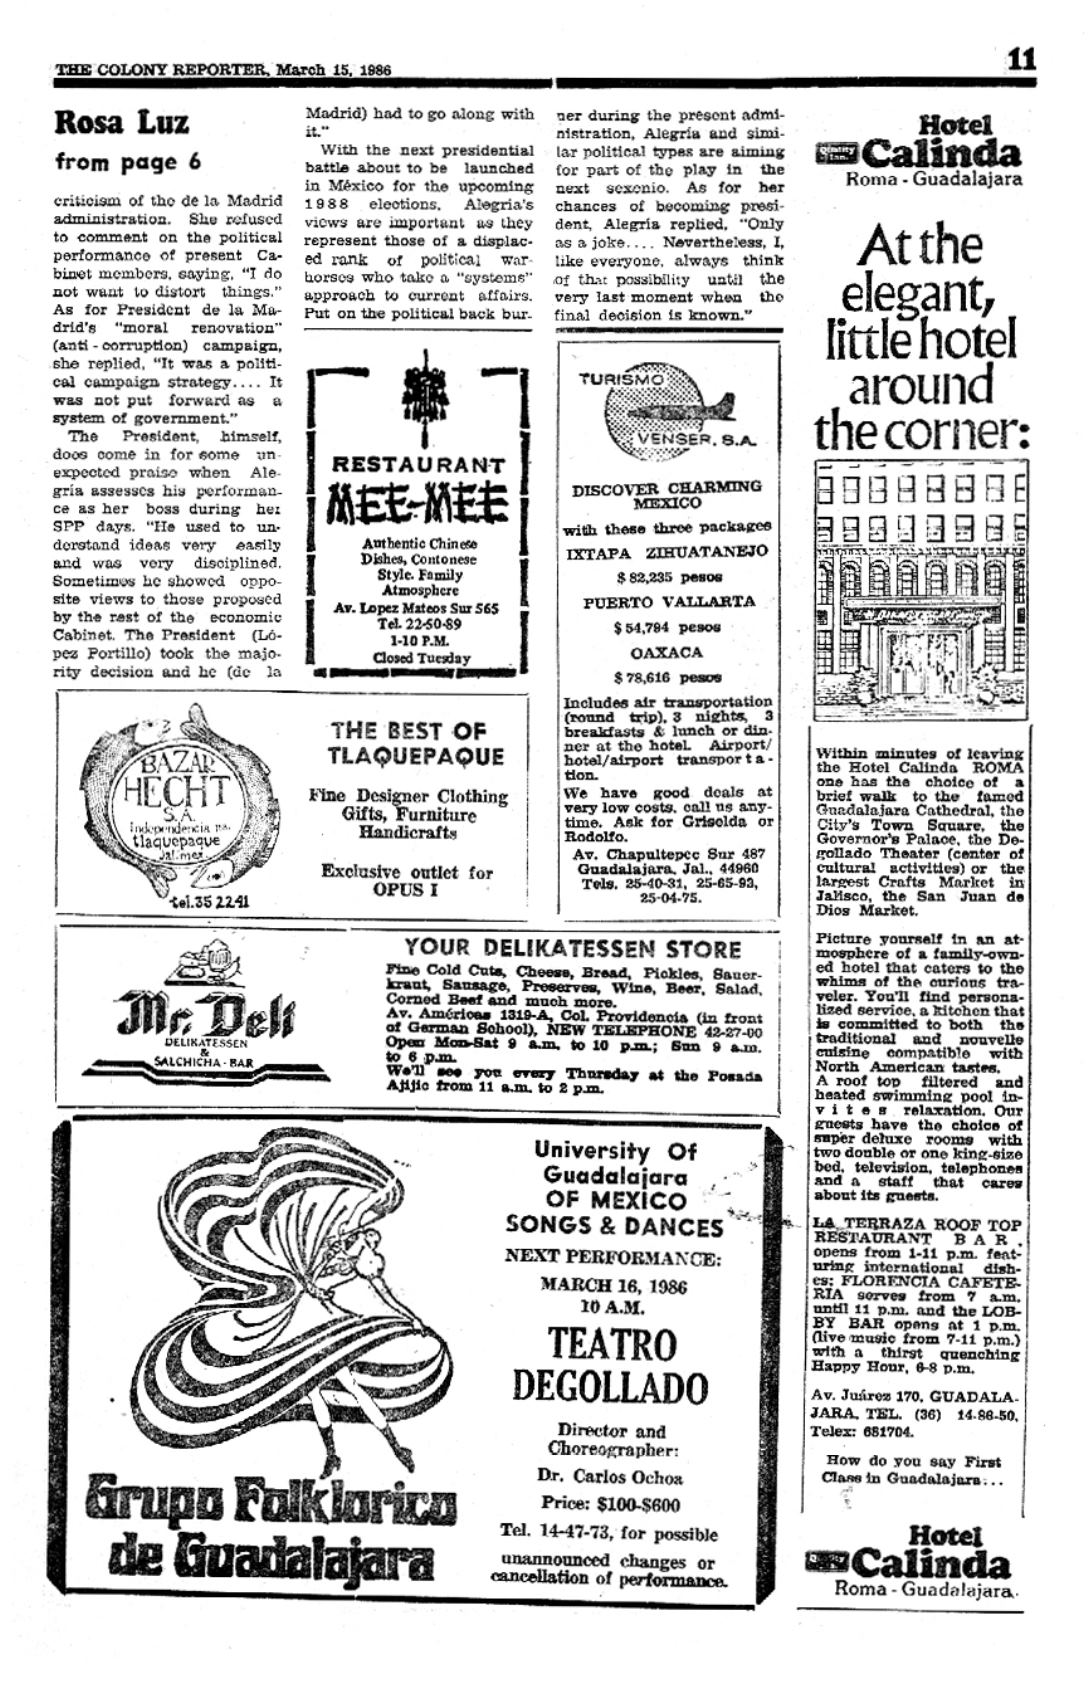 THE COLONY REPORTER, March 15, 1986
11
Rosa Luz
from page 6
criticism of the de la Madrid
administration. She refused
to comment on the political
performance of present Ca-
binet members, saying, "I do
not want to distort things."
As for President de la Ma-
drid's "moral renovation"
(anti-corruption) campaign,
she replied, "It was a politi-
cal campaign strategy.... It
was not put forward as a
system of government."
The President, himself,
does come in for some un-
expected praise when Ale-
gría assesses his performan-
ce as her boss during her
SPP days. "He used to un-
derstand ideas very easily
and was very disciplined.
Sometimes he showed oppo-
site views to those proposed
by the rest of the economic
Cabinet. The President (Ló-
pez Portillo) took the majo-
rity decision and he (de la
Madrid) had to go along with
it."
With the next presidential
battle about to be launched
in México for the upcoming
1988 elections, Alegría's
views are important as they
represent those of a displac-
ed rank of political war-
horses who take a "systems"
approach to current affairs.
Put on the political back bur-
ner during the present admi-
nistration, Alegría and simi-
lar political types are aiming
for part of the play in the
next sexenio. As for her
chances of becoming presi-
dent, Alegría replied, "Only
as a joke.... Nevertheless, I,
like everyone, always think
of that possibility until the
very last moment when the
final decision is known."
RESTAURANT
MEE-MEE
Authentic Chinese
Dishes, Contonese
Style. Family
Atmosphere
Av. Lopez Mateos Sur 565
Tel. 22-50-89
1-10 P.M.
Closed Tuesday
TURISMO
VENSER, S.A.
DISCOVER CHARMING
MEXICO
with these three packages
IXTAPA ZIHUATANEJO
$ 82,235 pesos
PUERTO VALLARTA
$ 54,794 pesos
OAXACA
$ 78,616 pesos
Includes air transportation
(round trip), 3 nights, 3
breakfasts & lunch or din-
ner at the hotel. Airport/
hotel/airport transporta-
tion.
We have good deals at
very low costs, call us any-
time. Ask for Griselda or
Rodolfo.
Av. Chapultepec Sur 487
Guadalajara, Jal., 44960
Tels. 25-40-31, 25-65-93,
25-04-75.
BAZAR
HECHT
S.A.
Independencia
tlaquepaque
Jal. mex.
tel. 35 22 41
THE BEST OF
TLAQUEPAQUE
Fine Designer Clothing
Gifts, Furniture
Handicrafts
Exclusive outlet for
OPUS I
Mr. Deli
DELIKATESSEN
&
SALCHICHA - BAR
YOUR DELIKATESSEN STORE
Fine Cold Cuts, Cheese, Bread, Pickles, Sauer-
kraut, Sausage, Preserves, Wine, Beer, Salad,
Corned Beef and much more.
Av. Américas 1319-A, Col. Providencia (in front
of German School), NEW TELEPHONE 42-27-00
Open Mon-Sat 9 a.m. to 10 p.m.; Sun 9 a.m.
to 6 p.m.
We'll see you every Thursday at the Posada
Ajijic from 11 a.m. to 2 p.m.
Grupo Folklorico
de Guadalajara
University Of
Guadalajara
OF MEXICO
SONGS & DANCES
NEXT PERFORMANCE:
MARCH 16, 1986
10 A.M.
TEATRO
DEGOLLADO
Director and
Choreographer:
Dr. Carlos Ochoa
Price: $100-$600
Tel. 14-47-73, for possible
unannounced changes or
cancellation of performance.
Hotel
Calinda
Roma - Guadalajara
At the
elegant,
little hotel
around
the corner:
Within minutes of leaving
the Hotel Calinda ROMA
one has the choice of a
brief walk to the famed
Guadalajara Cathedral, the
City's Town Square, the
Governor's Palace, the De-
gollado Theater (center of
cultural activities) or the
largest Crafts Market in
Jalisco, the San Juan de
Dios Market.
Picture yourself in an at-
mosphere of a family-own-
ed hotel that caters to the
whims of the curious tra-
veler. You'll find persona-
lized service, a kitchen that
is committed to both the
traditional and nouvelle
cuisine compatible with
North American tastes.
A roof top filtered and
heated swimming pool in-
vites relaxation. Our
guests have the choice of
super deluxe rooms with
two double or one king-size
bed, television, telephones
and a staff that cares
about its guests.
LA TERRAZA ROOF TOP
RESTAURANT BAR,
opens from 1-11 p.m. feat-
uring international dish-
es; FLORENCIA CAFETE-
RIA serves from 7 a.m.
until 11 p.m. and the LOB-
BY BAR opens at 1 p.m.
(live music from 7-11 p.m.)
with a thirst quenching
Happy Hour, 6-8 p.m.
Av. Juárez 170, GUADALA-
JARA, TEL. (36) 14-86-50,
Telex: 681704.
How do you say First
Class in Guadalajara...
Hotel
Calinda
Roma - Guadalajara.